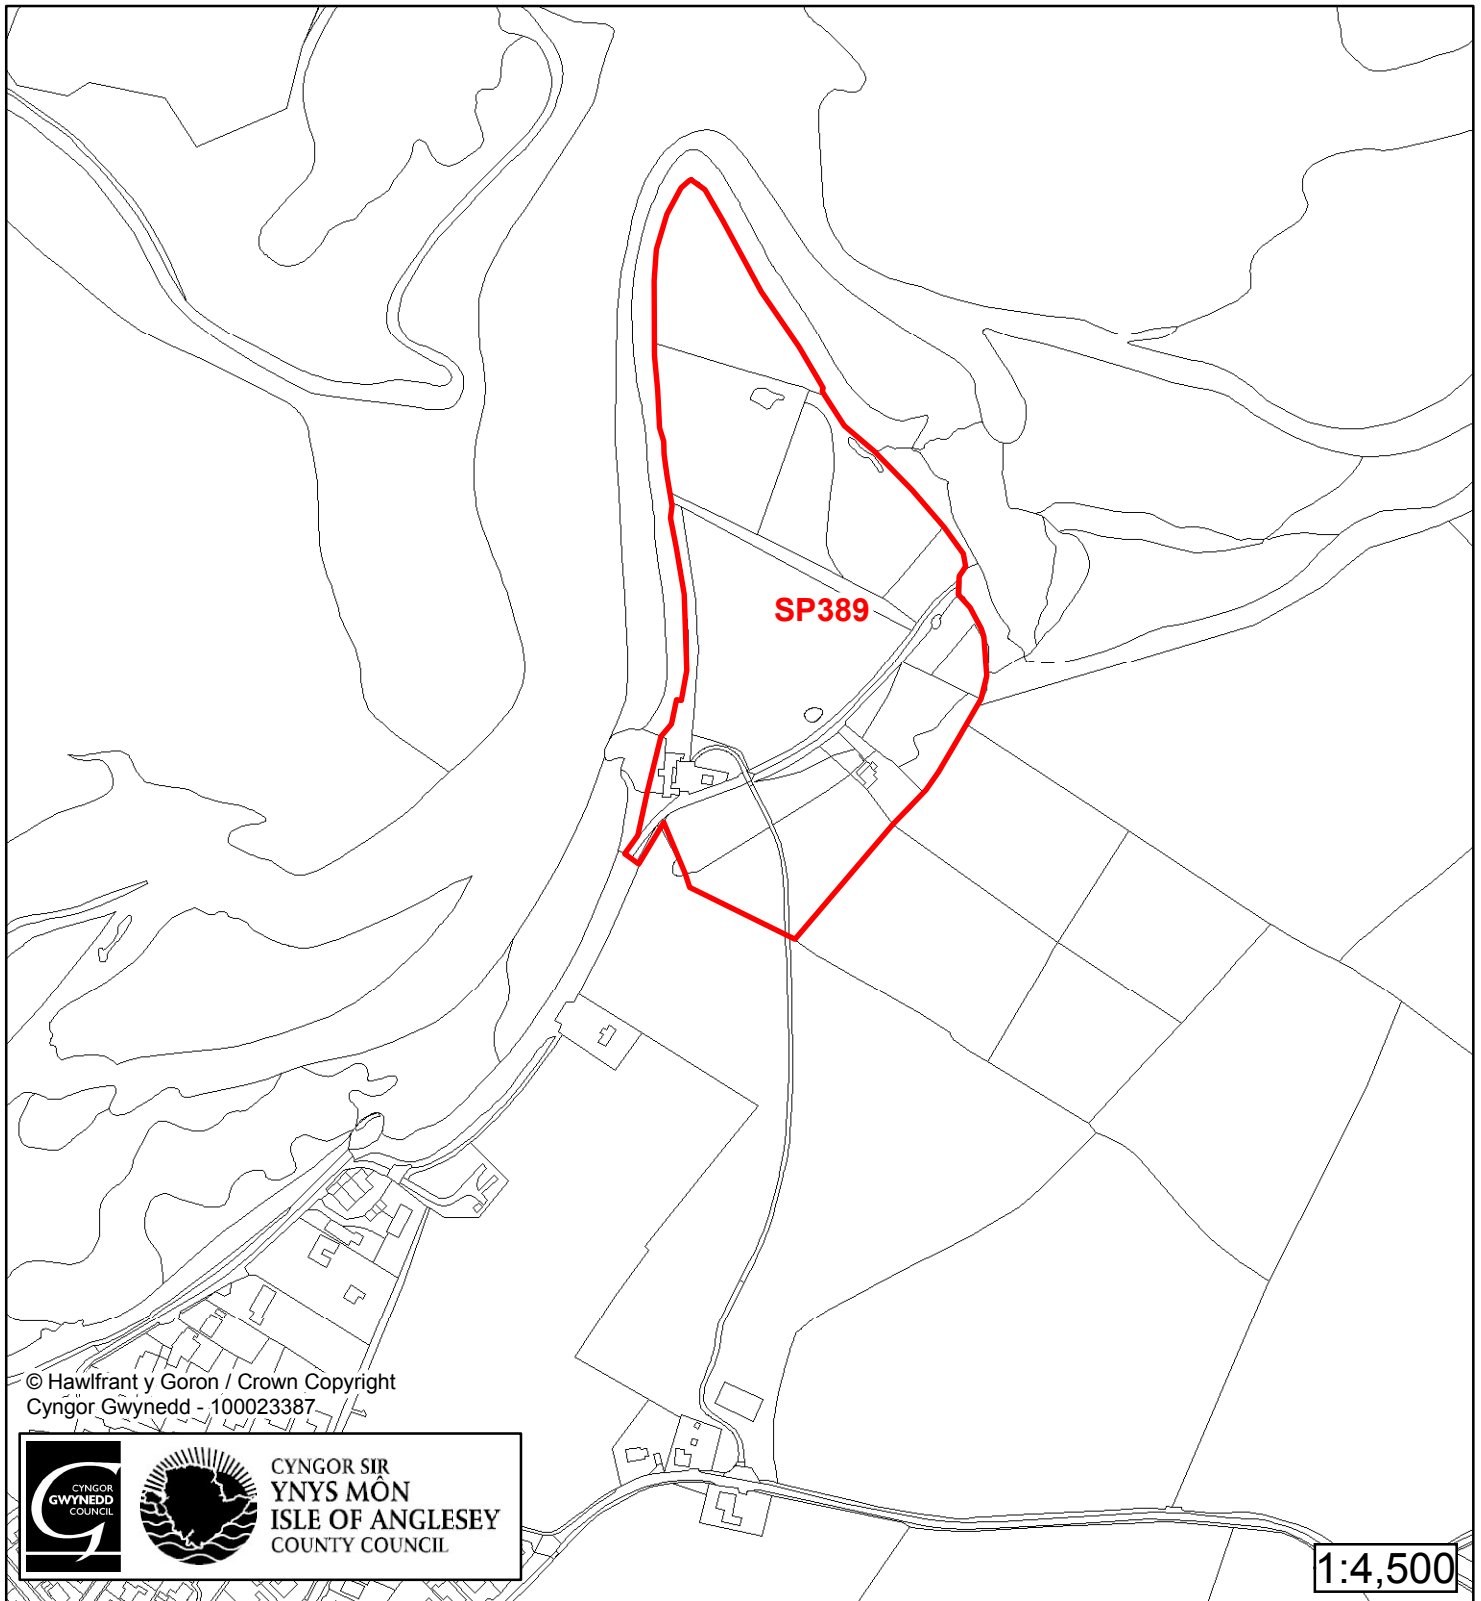 SP389
© Hawlfrant y Goron / Crown Copyright
Cyngor Gwynedd - 100023387
CYNGOR
GWYNEDD
COUNCIL
CYNGOR SIR
YNYS MÔN
ISLE OF ANGLESEY
COUNTY COUNCIL
1:4,500